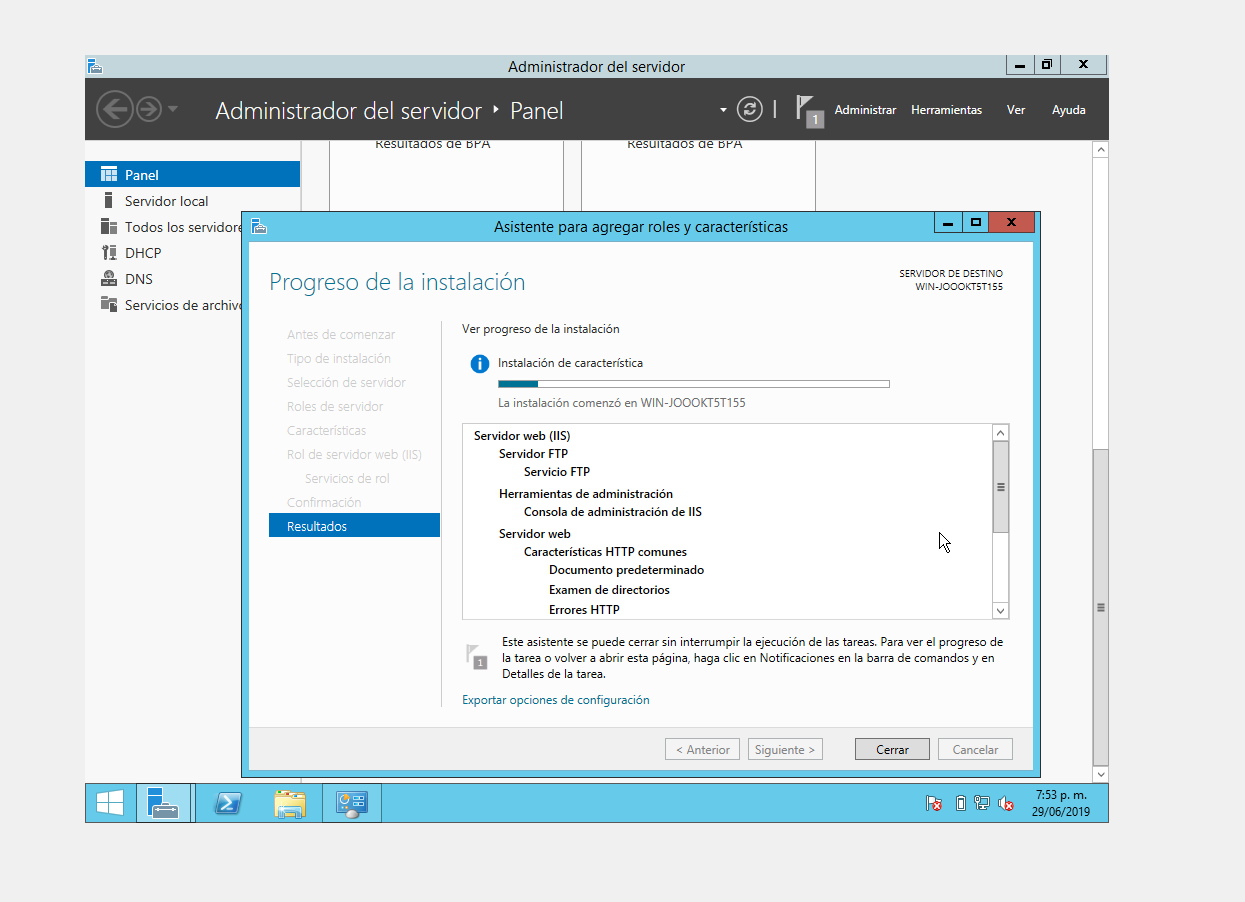 Administrador del servidor
Administrador del servidor ‣ Panel
1
Administrar Herramientas Ver Ayuda
Resultados de BPA Resultados de BPA
Panel
Servidor local
Todos los servidore
DHCP
DNS
Servicios de archivo
Asistente para agregar roles y características
Progreso de la instalación
SERVIDOR DE DESTINO
WIN-JOOOKT5T155
Antes de comenzar
Tipo de instalación
Selección de servidor
Roles de servidor
Características
Rol de servidor web (IIS)
Servicios de rol
Confirmación
Resultados
Ver progreso de la instalación
Instalación de característica
La instalación comenzó en WIN-JOOOKT5T155
Servidor web (IIS)
Servidor FTP
Servicio FTP
Herramientas de administración
Consola de administración de IIS
Servidor web
Características HTTP comunes
Documento predeterminado
Examen de directorios
Errores HTTP
1
Este asistente se puede cerrar sin interrumpir la ejecución de las tareas. Para ver el progreso de
la tarea o volver a abrir esta página, haga clic en Notificaciones en la barra de comandos y en
Detalles de la tarea.
Exportar opciones de configuración
< Anterior Siguiente > Cerrar Cancelar
7:53 p. m.
29/06/2019